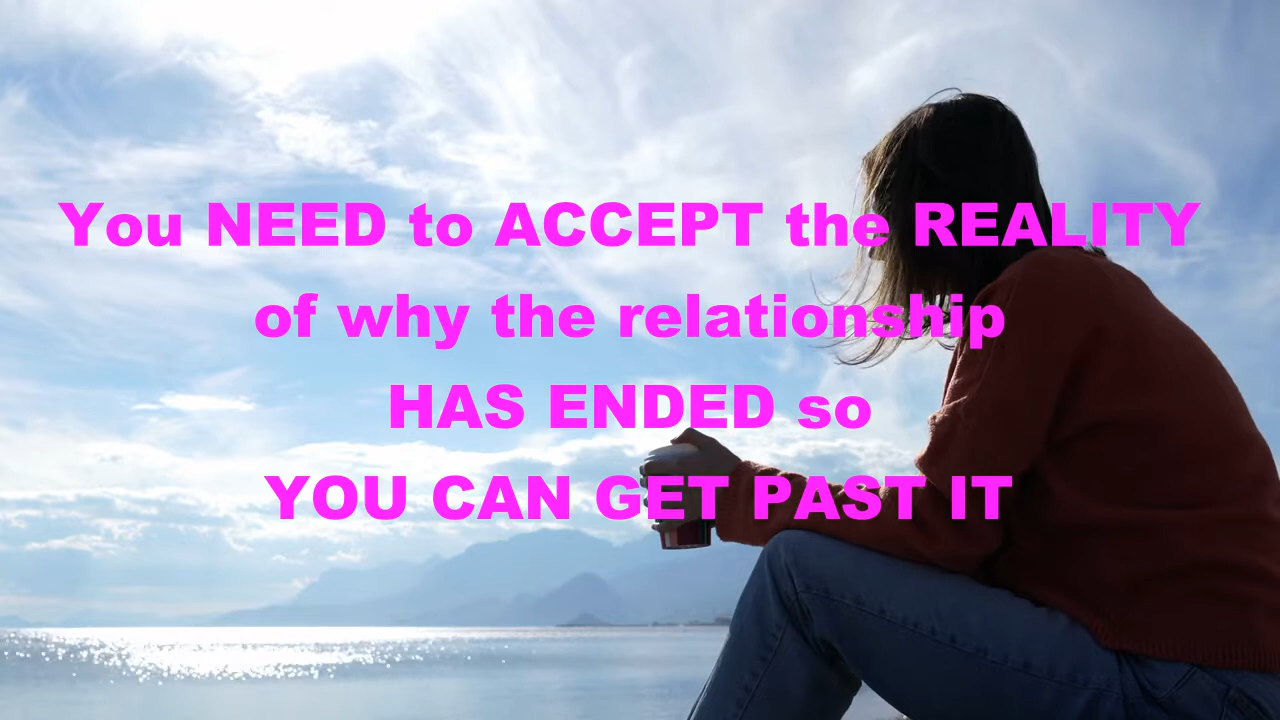 You NEED to ACCEPT the REALITY
of why the relationship
HAS ENDED so
YOU CAN GET PAST IT